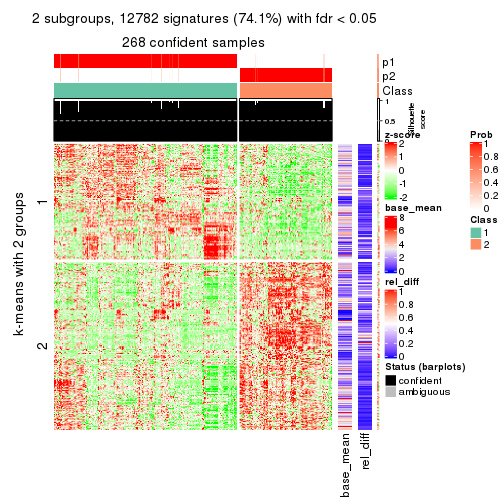 2 subgroups, 12782 signatures (74.1%) with fdr < 0.05
268 confident samples
p1
p2
Class
1
0.5
0
Silhouette
score
k-means with 2 groups
1
2
base_mean
rel_diff
z-score
2
1
0
-1
-2
base_mean
8
6
4
2
0
rel_diff
1
0.8
0.6
0.4
0.2
0
Status (barplots)
confident
ambiguous
Prob
1
0.8
0.6
0.4
0.2
0
Class
1
2